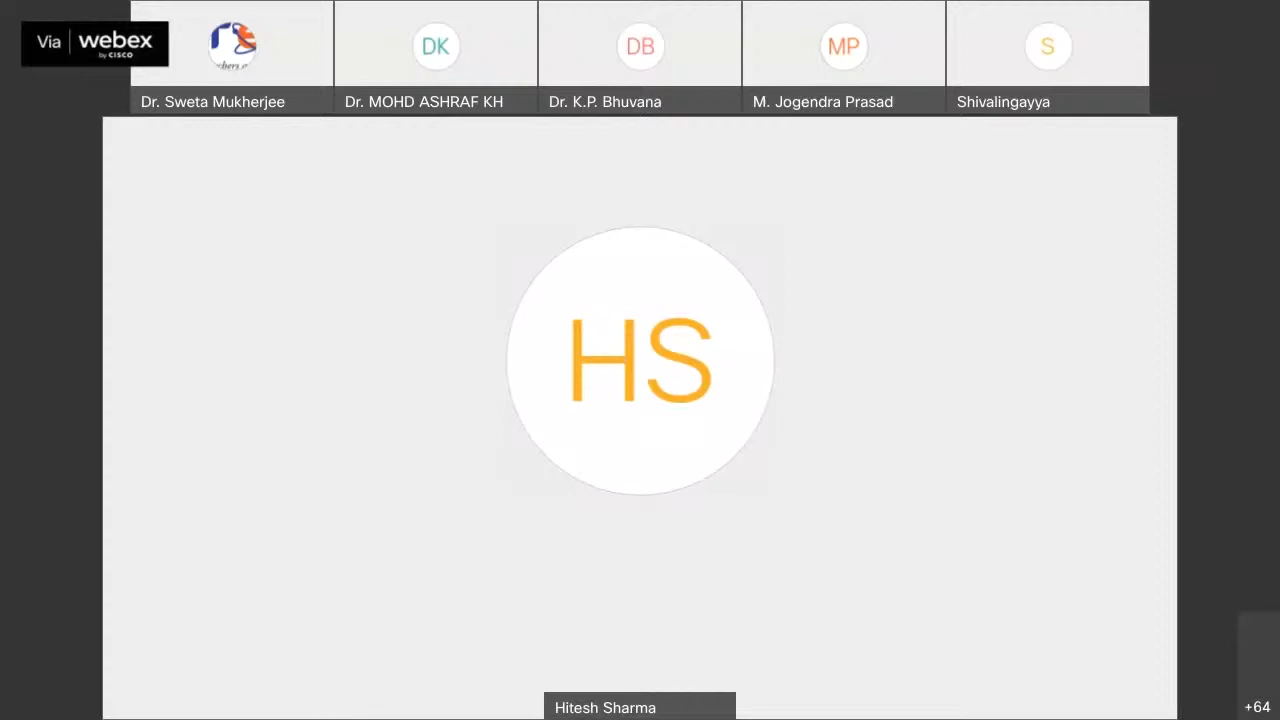 Via webex
by CISCO
DK
DB
MP
S
Dr. Sweta Mukherjee
Dr. MOHD ASHRAF KH
Dr. K.P. Bhuvana
M. Jogendra Prasad
Shivalingayya
HS
Hitesh Sharma
+64